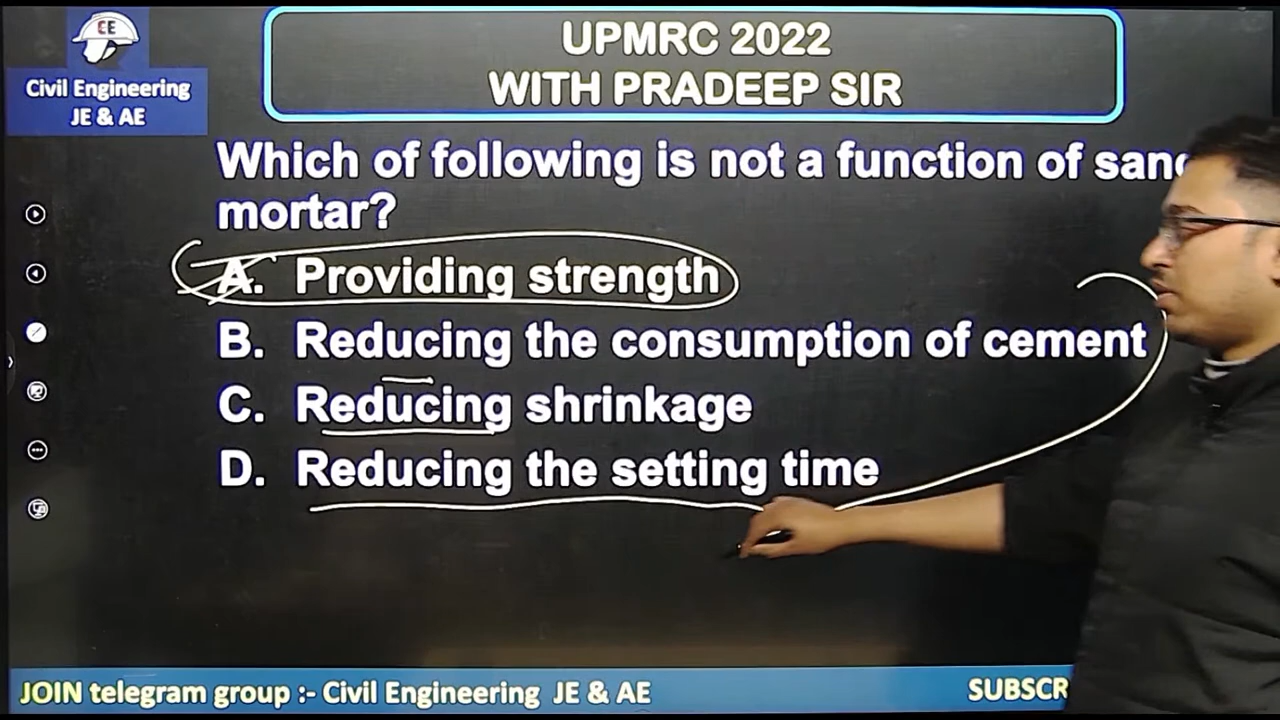 CE
Civil Engineering
JE & AE
UPMRC 2022
WITH PRADEEP SIR
Which of following is not a function of
mortar?
A. Providing strength
B. Reducing the consumption of cement
C. Reducing shrinkage
D. Reducing the setting time
JOIN telegram group :- Civil Engineering JE & AE